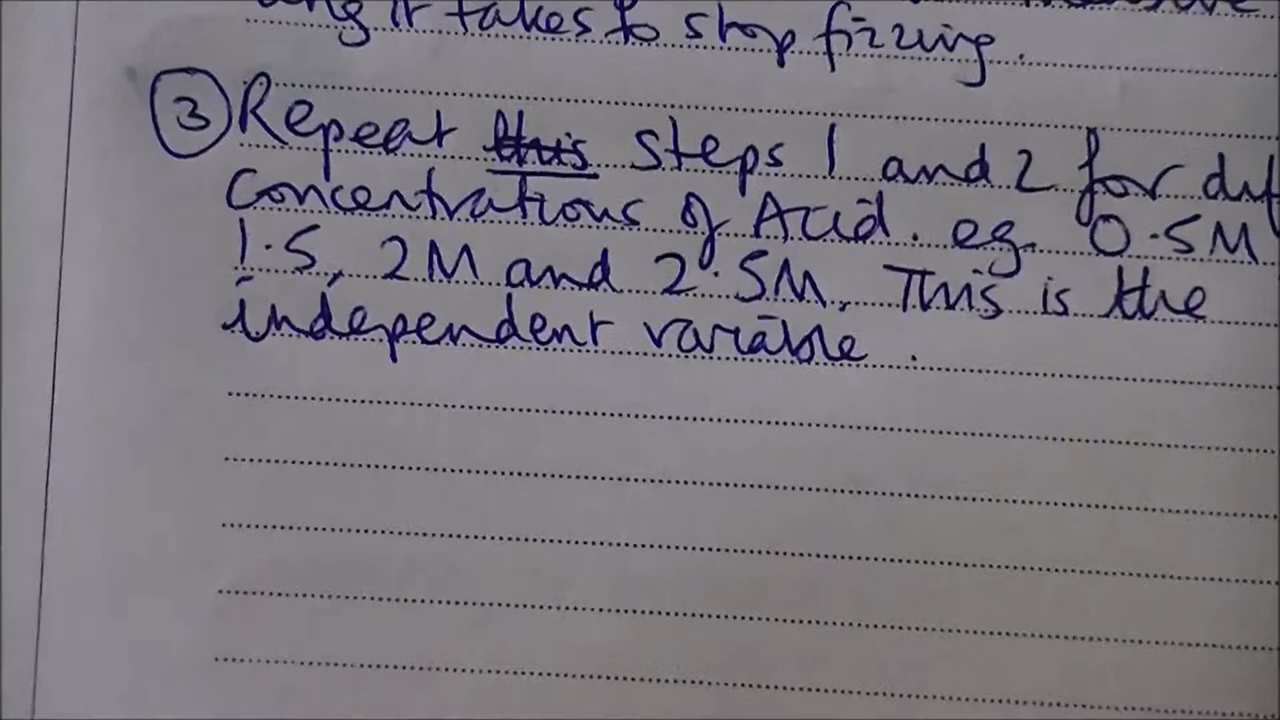 it takes to stop fizzing.
③ Repeat this steps 1 and 2 for dif
concentrations of Acid. eg. 0.5M
1.5, 2M and 2.5M. This is the
independent variable.